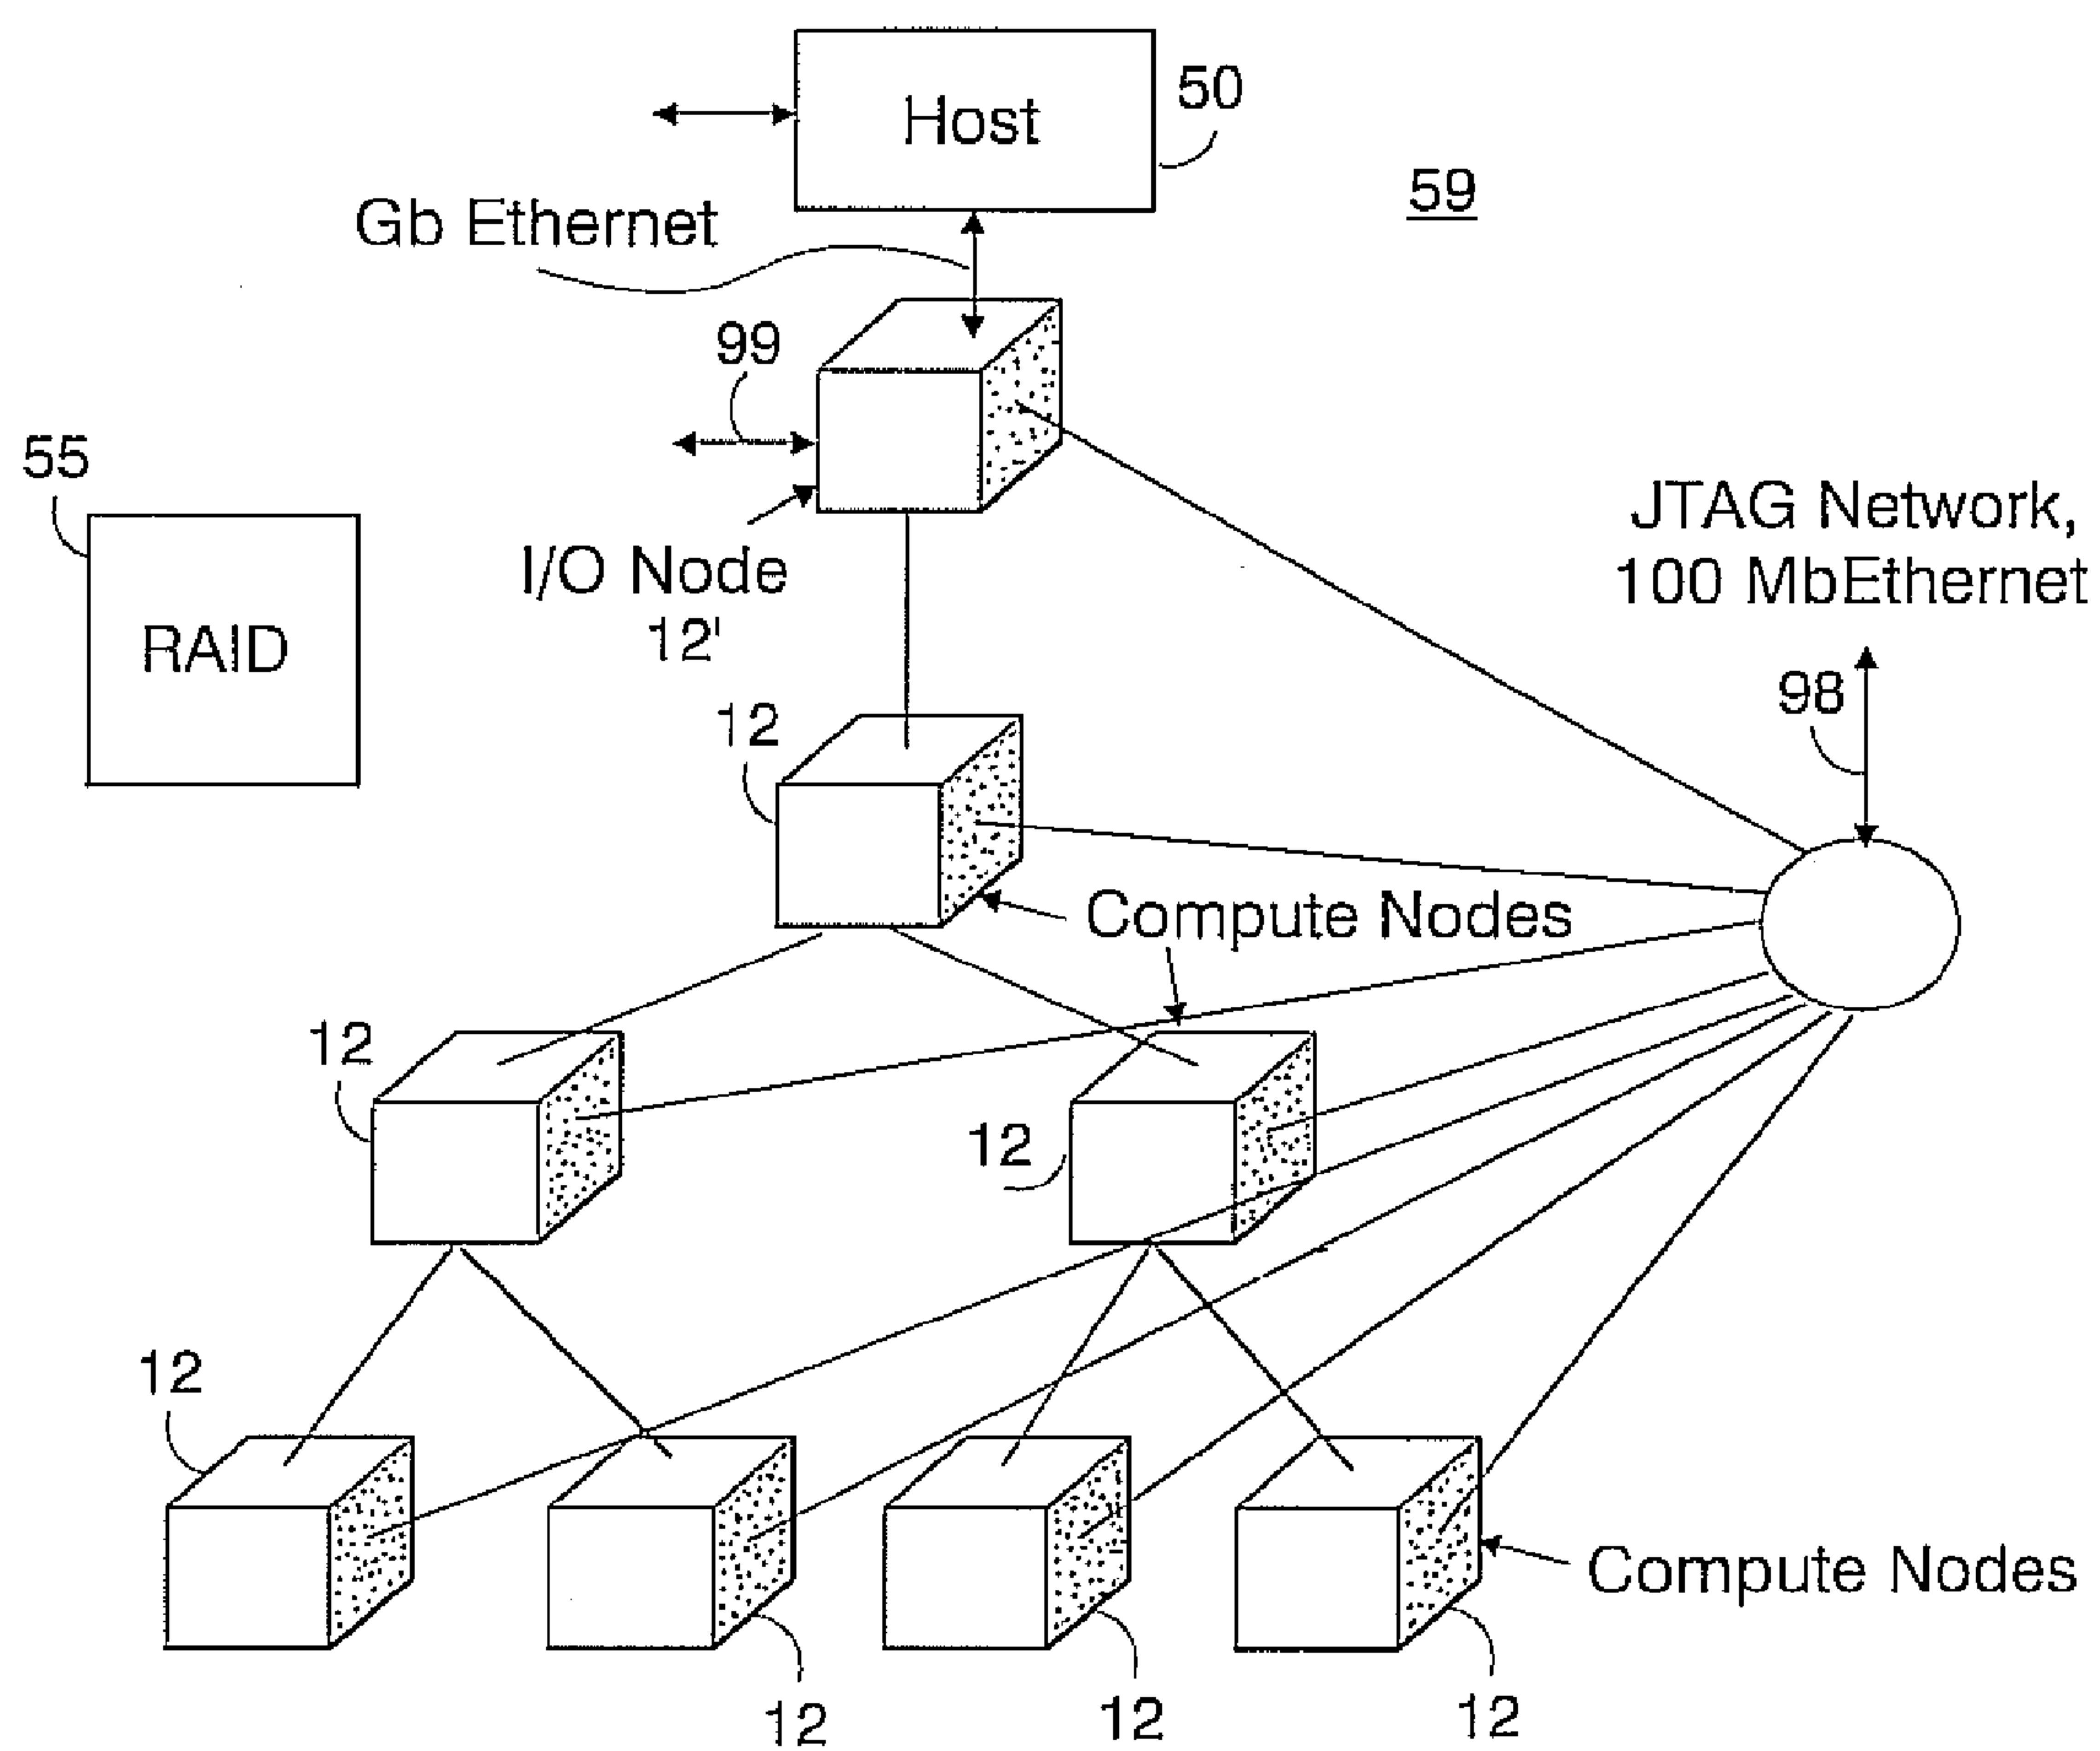 Host
50
59
Gb Ethernet
99
55
RAID
I/O Node
12'
JTAG Network,
100 MbEthernet
98
12
Compute Nodes
12
12
12
Compute Nodes
12
12
12